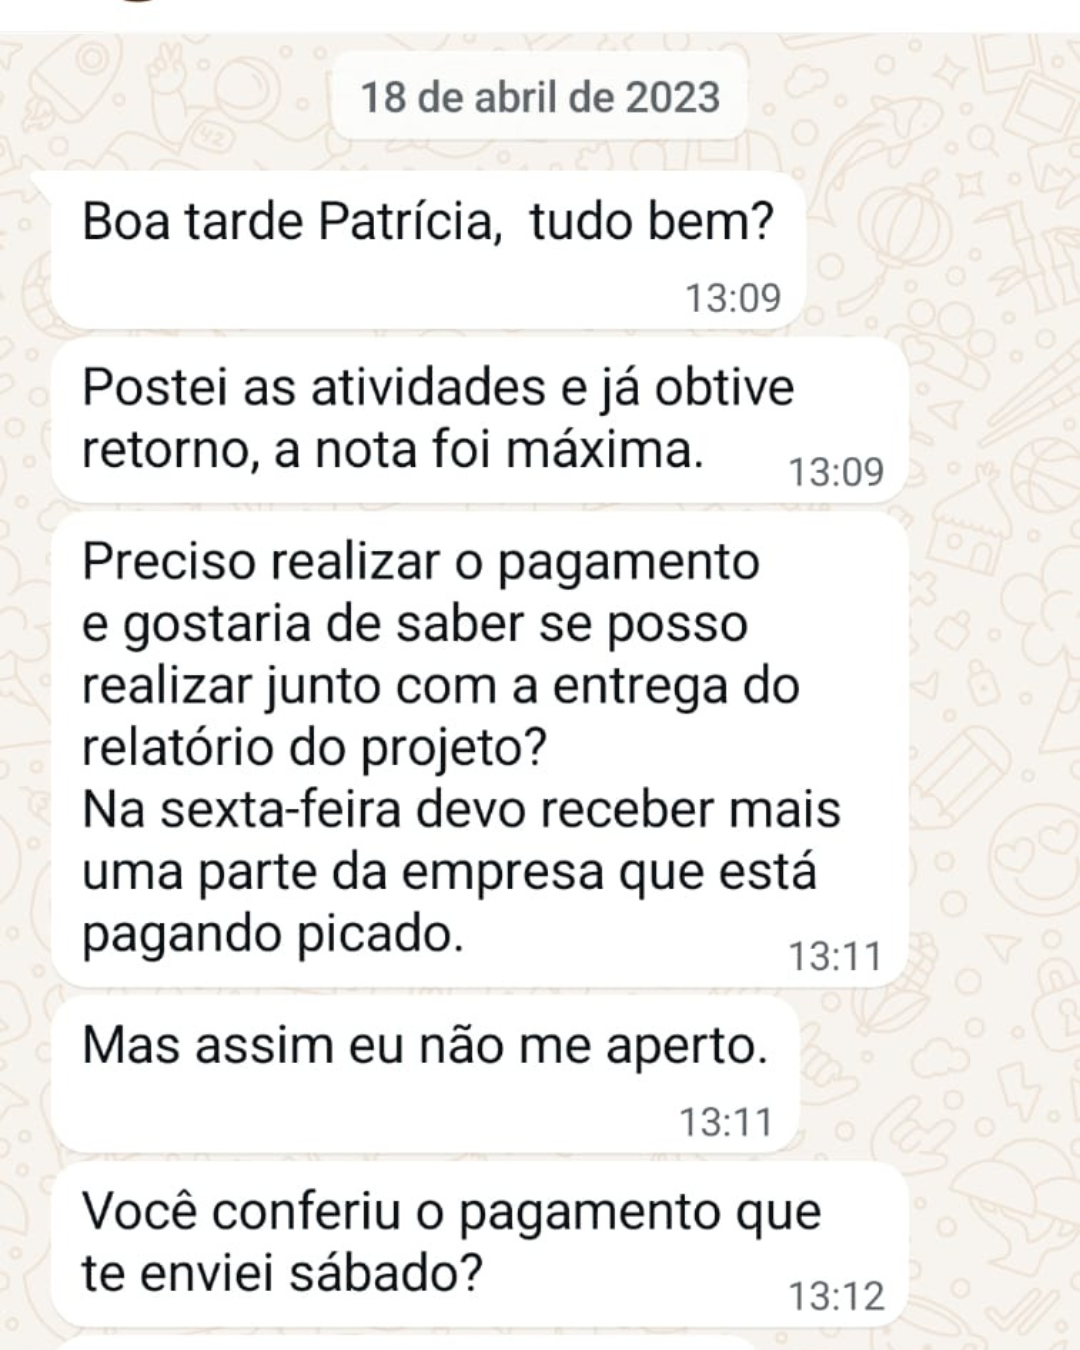 18 de abril de 2023
Boa tarde Patrícia,  tudo bem?
13:09
Postei as atividades e já obtive
retorno, a nota foi máxima.
13:09
Preciso realizar o pagamento
e gostaria de saber se posso
realizar junto com a entrega do
relatório do projeto?
Na sexta-feira devo receber mais
uma parte da empresa que está
pagando picado.
13:11
Mas assim eu não me aperto.
13:11
Você conferiu o pagamento que
te enviei sábado?
13:12